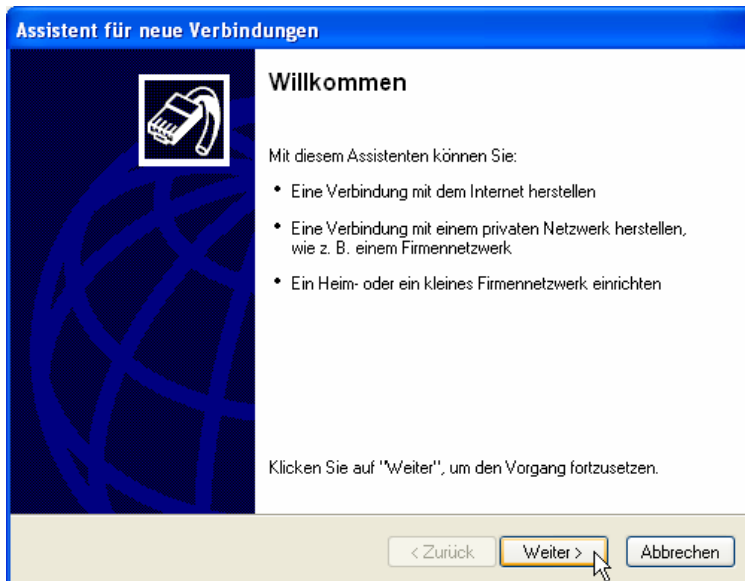 Assistent für neue Verbindungen
Willkommen
Mit diesem Assistenten können Sie:
• Eine Verbindung mit dem Internet herstellen
• Eine Verbindung mit einem privaten Netzwerk herstellen,
wie z. B. einem Firmennetzwerk
• Ein Heim- oder ein kleines Firmennetzwerk einrichten
Klicken Sie auf "Weiter", um den Vorgang fortzusetzen.
< Zurück Weiter > Abbrechen